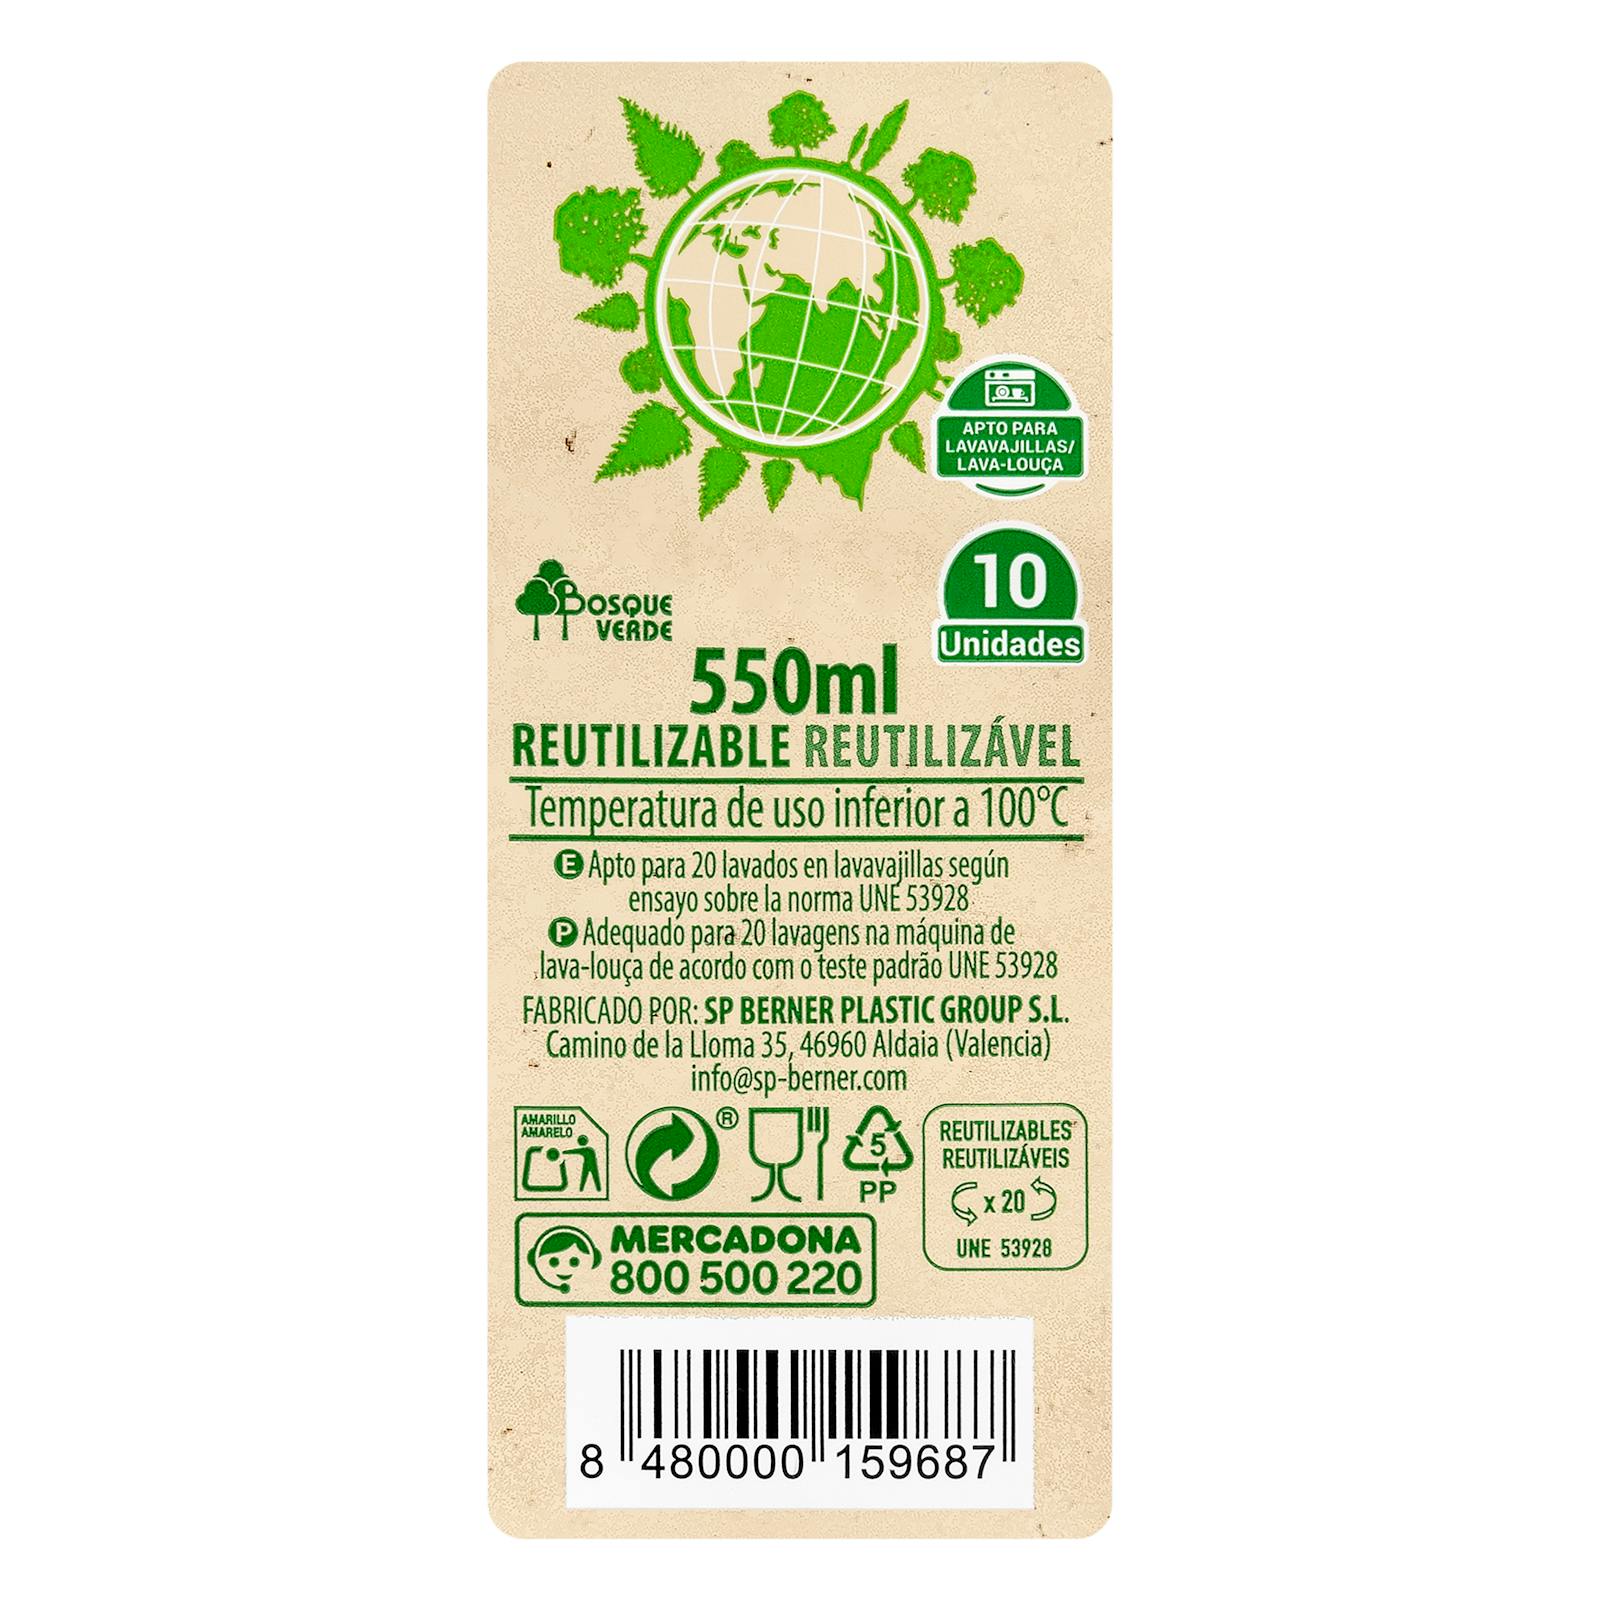 APTO PARA
LAVAVAJILLAS/
LAVA-LOUÇA
10
Unidades
BOSQUE
VERDE
550ml
REUTILIZABLE REUTILIZÁVEL
Temperatura de uso inferior a 100°C
E Apto para 20 lavados en lavavajillas según
ensayo sobre la norma UNE 53928
P Adequado para 20 lavagens na máquina de
lava-louça de acordo com o teste padrão UNE 53928
FABRICADO POR: SP BERNER PLASTIC GROUP S.L.
Camino de la Lloma 35, 46960 Aldaia (Valencia)
info@sp-berner.com
AMARILLO
AMARELO
®
5
PP
REUTILIZABLES
REUTILIZÁVEIS
x 20
UNE 53928
MERCADONA
800 500 220
8 480000 159687